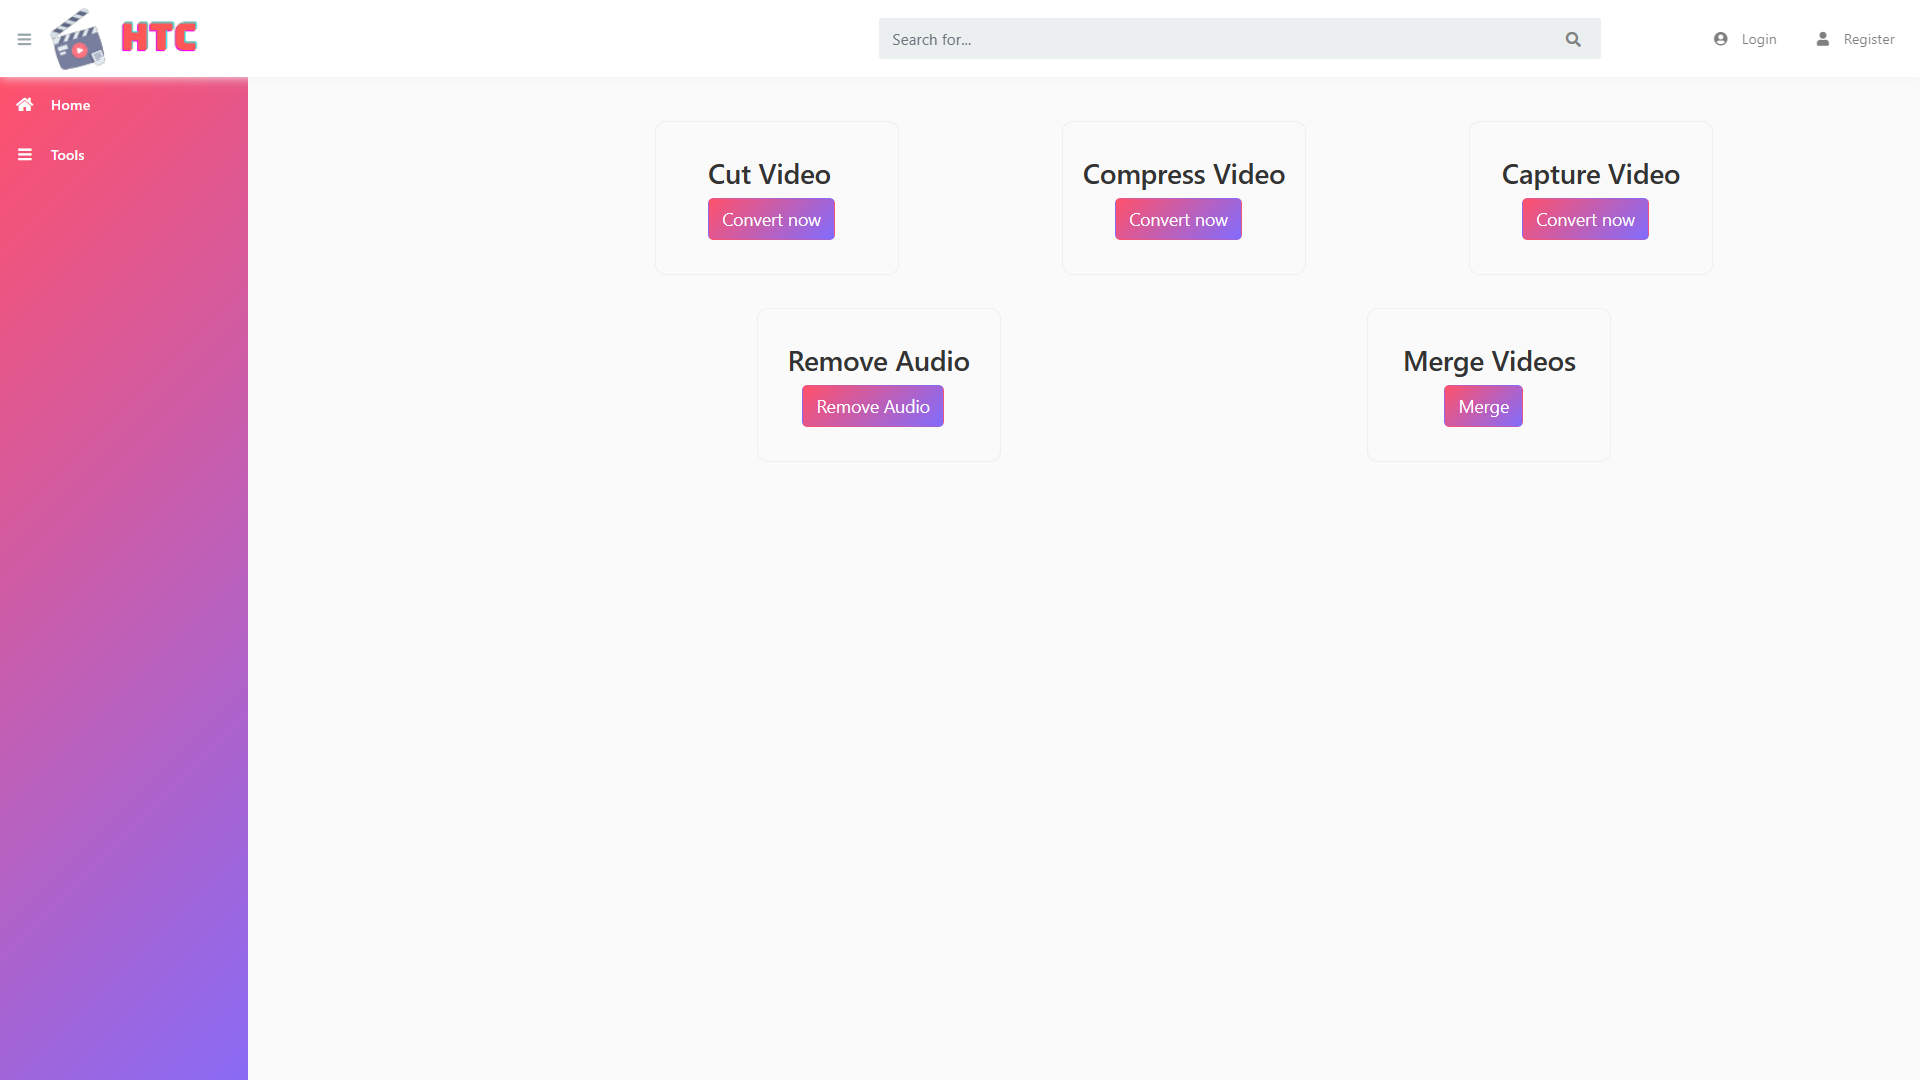 HTC
Search for...
Login
Register
Home
Tools
Cut Video
Convert now
Compress Video
Convert now
Capture Video
Convert now
Remove Audio
Remove Audio
Merge Videos
Merge